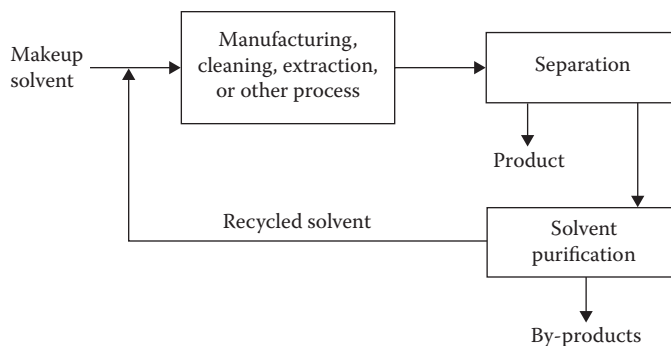 Makeup
solvent
Manufacturing,
cleaning, extraction,
or other process
Separation
Product
Recycled solvent
Solvent
purification
By-products